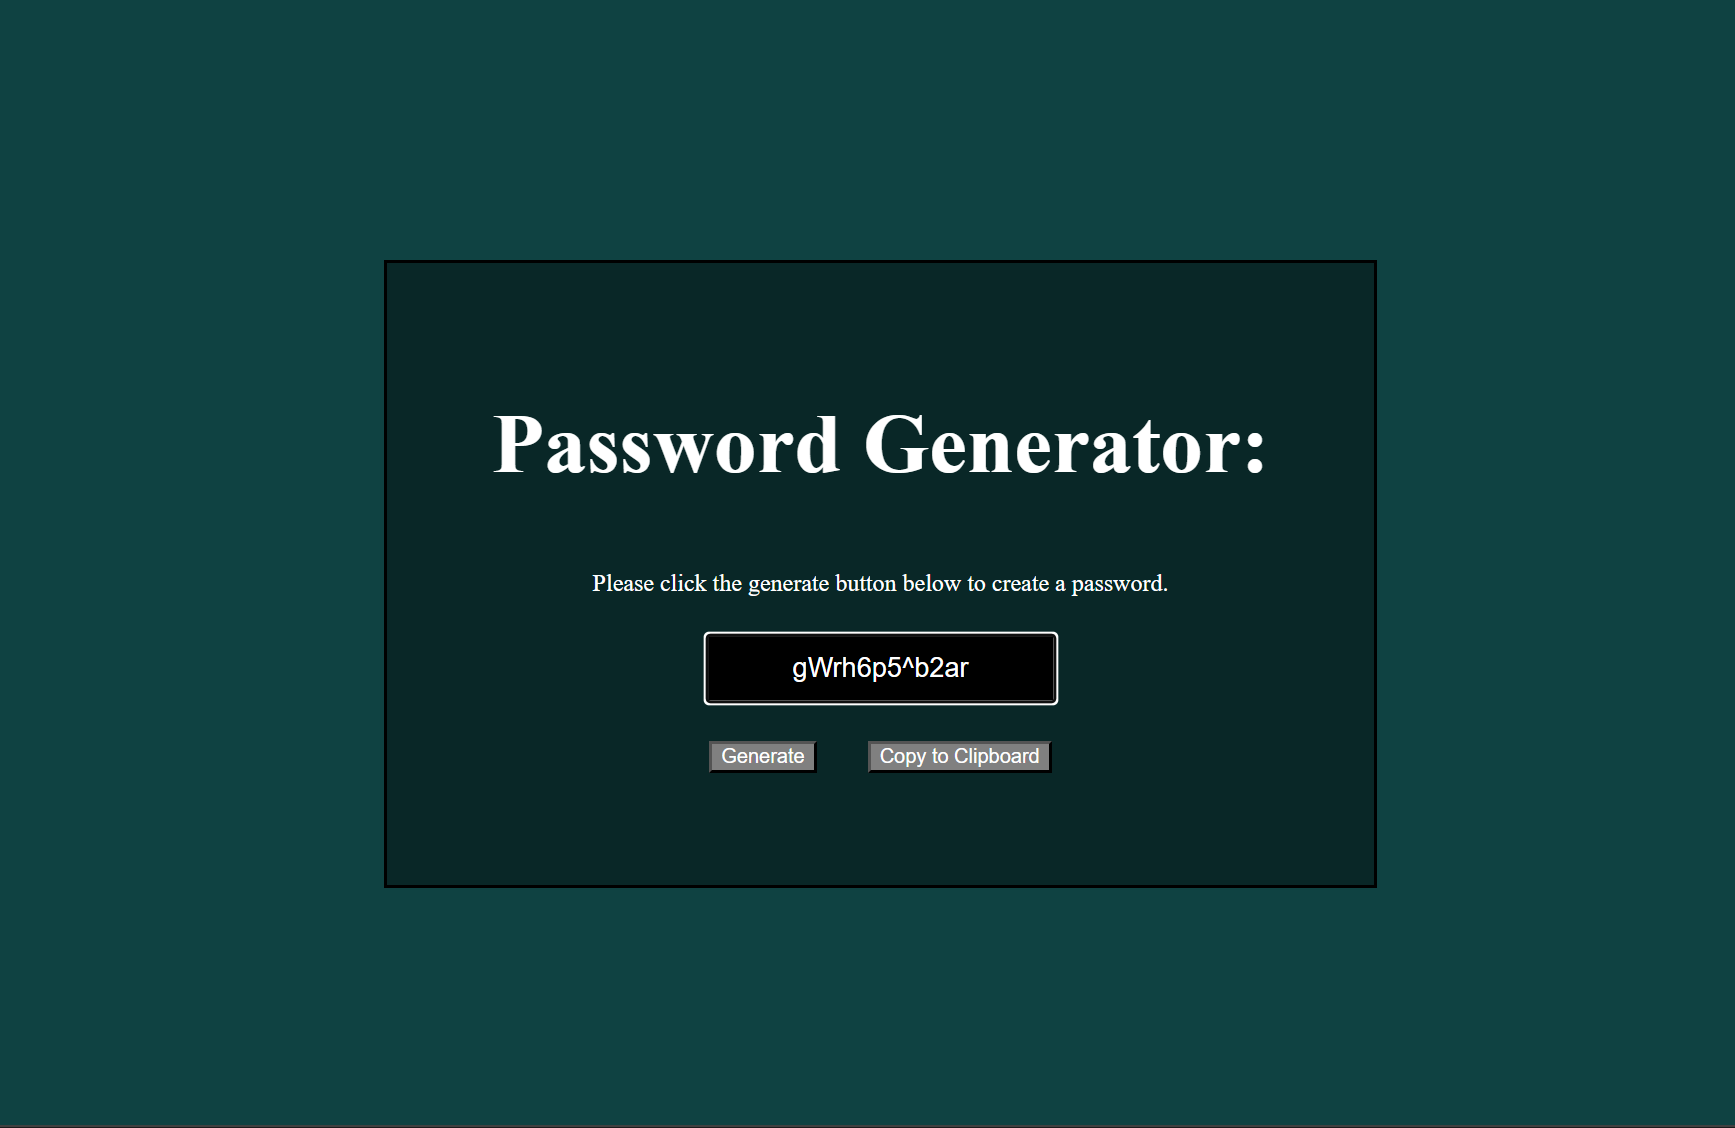 Password Generator:
Please click the generate button below to create a password.
gWrh6p5^b2ar
Generate
Copy to Clipboard